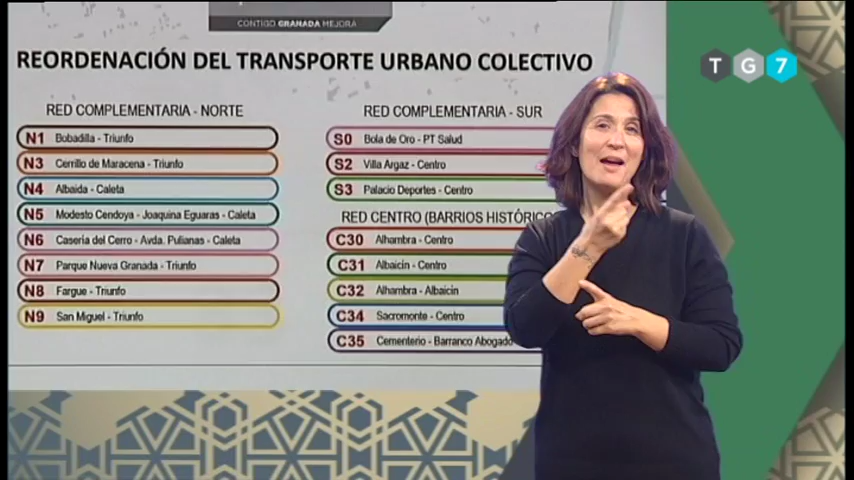 CONTIGO GRANADA MEJORA
TG7
REORDENACIÓN DEL TRANSPORTE URBANO COLECTIVO
RED COMPLEMENTARIA - NORTE
N1 Bobadilla - Triunfo
N3 Cerrillo de Maracena - Triunfo
N4 Albaida - Caleta
N5 Modesto Cendoya - Joaquina Eguaras - Caleta
N6 Casería del Cerro - Avda. Pulianas - Caleta
N7 Parque Nueva Granada - Triunfo
N8 Fargue - Triunfo
N9 San Miguel - Triunfo
RED COMPLEMENTARIA - SUR
S0 Bola de Oro - PT Salud
S2 Villa Argaz - Centro
S3 Palacio Deportes - Centro
RED CENTRO (BARRIOS HISTÓRICO
C30 Alhambra - Centro
C31 Albaicín - Centro
C32 Alhambra - Albaicín
C34 Sacromonte - Centro
C35 Cementerio - Barranco Abogado